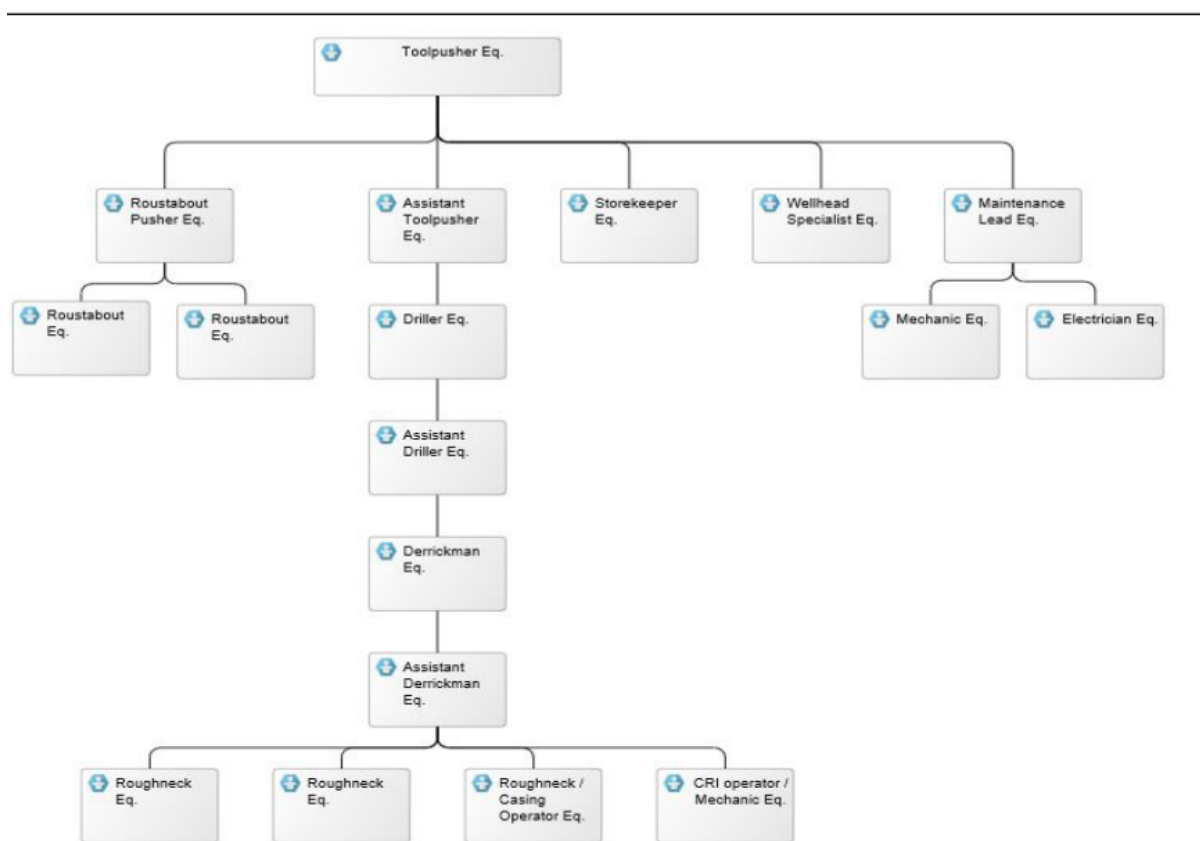 Toolpusher Eq.
Roustabout
Pusher Eq.
Assistant
Toolpusher
Eq.
Storekeeper
Eq.
Wellhead
Specialist Eq.
Maintenance
Lead Eq.
Roustabout
Eq.
Roustabout
Eq.
Driller Eq.
Mechanic Eq.
Electrician Eq.
Assistant
Driller Eq.
Derrickman
Eq.
Assistant
Derrickman
Eq.
Roughneck
Eq.
Roughneck
Eq.
Roughneck /
Casing
Operator Eq.
CRI operator /
Mechanic Eq.